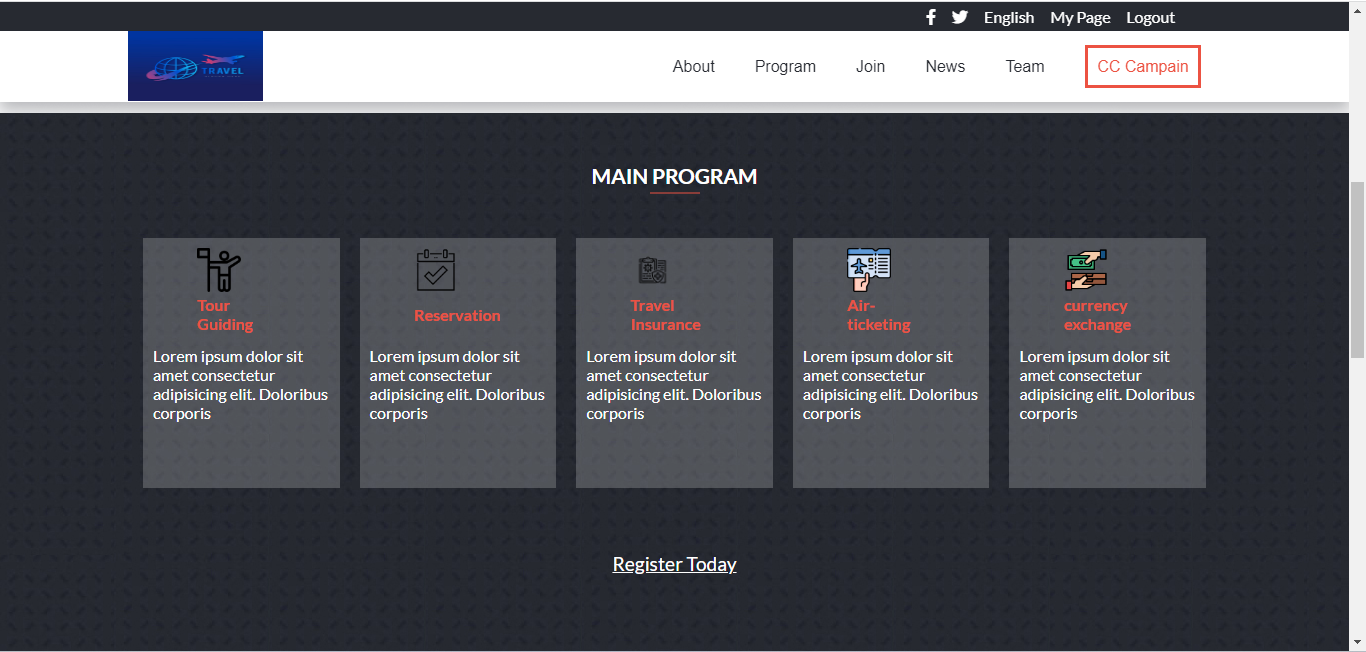 English My Page Logout
TRAVEL
About Program Join News Team CC Campain
MAIN PROGRAM
Tour
Guiding
Lorem ipsum dolor sit
amet consectetur
adipisicing elit. Doloribus
corporis
Reservation
Lorem ipsum dolor sit
amet consectetur
adipisicing elit. Doloribus
corporis
Travel
Insurance
Lorem ipsum dolor sit
amet consectetur
adipisicing elit. Doloribus
corporis
Air-
ticketing
Lorem ipsum dolor sit
amet consectetur
adipisicing elit. Doloribus
corporis
currency
exchange
Lorem ipsum dolor sit
amet consectetur
adipisicing elit. Doloribus
corporis
Register Today